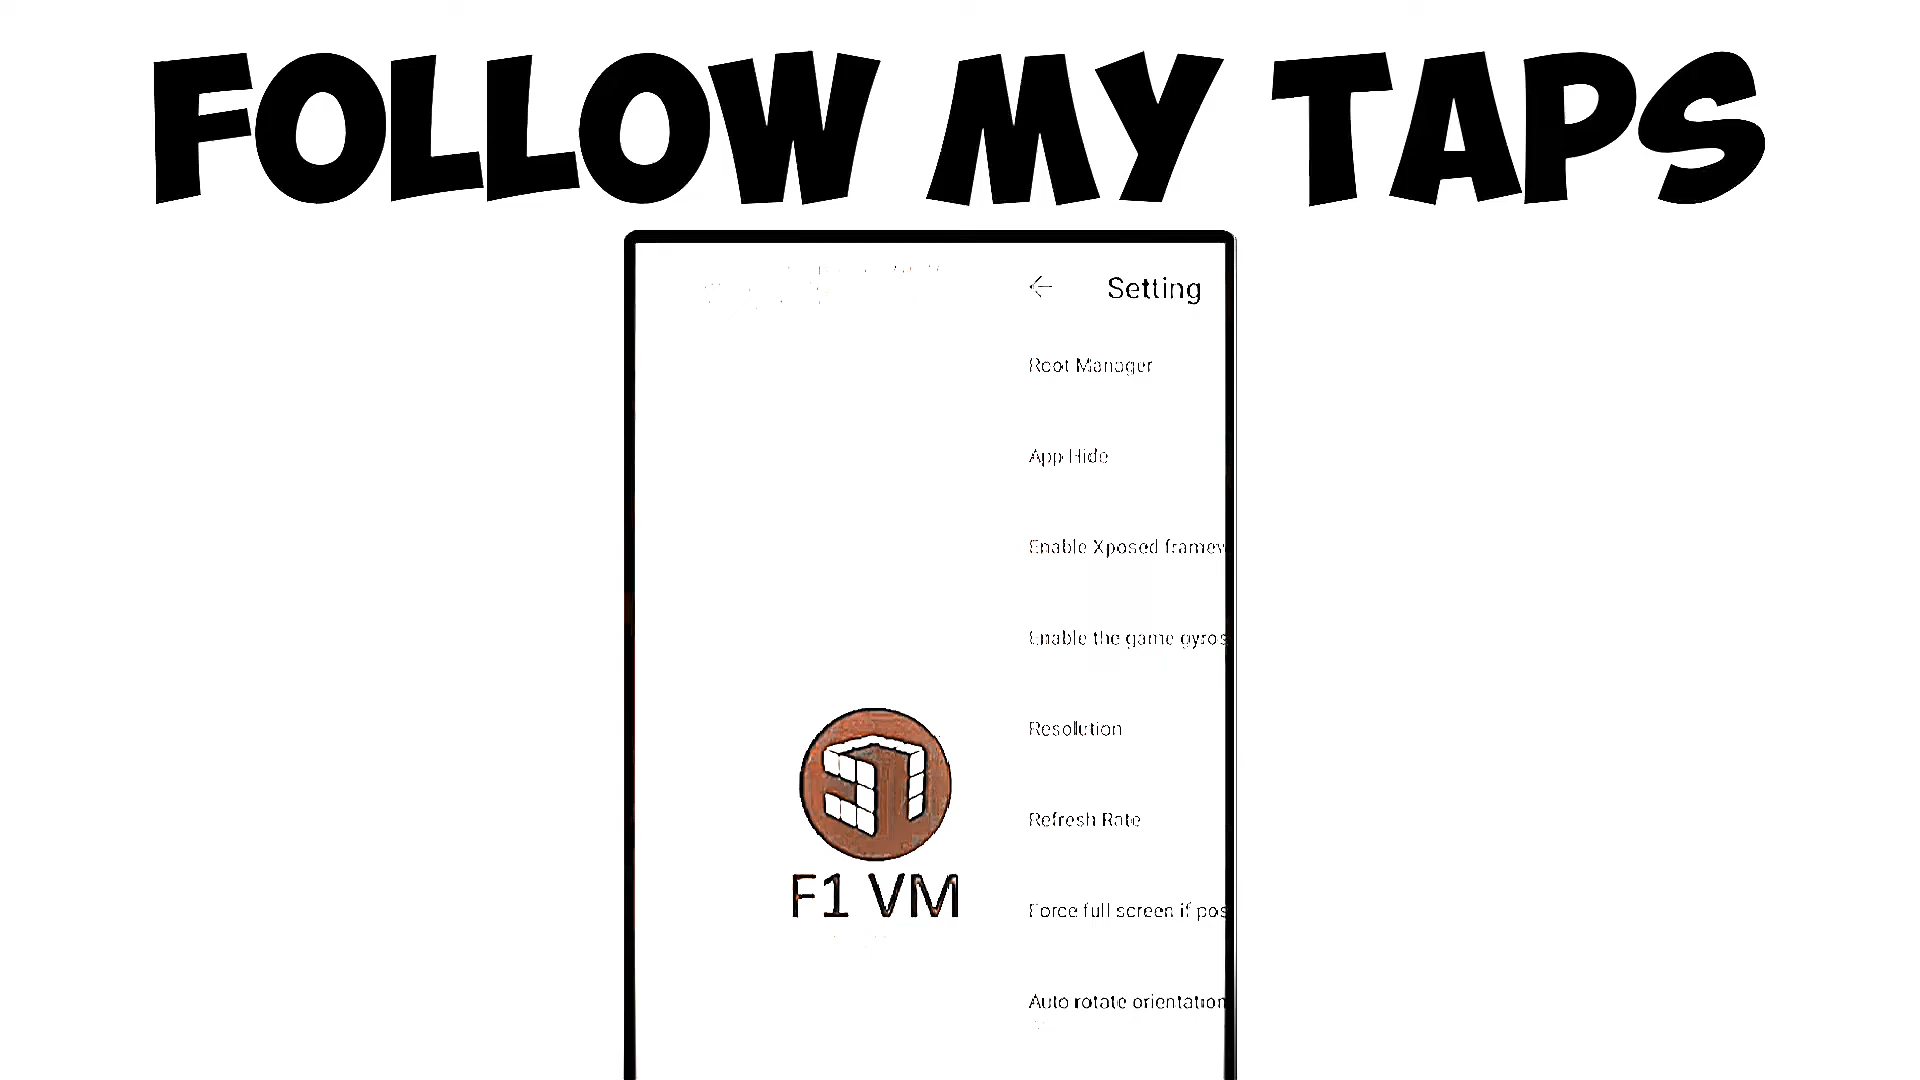 FOLLOW MY TAPS
Setting
Root Manager
App Hide
Enable Xposed framew
Enable the game gyros
Resolution
Refresh Rate
F1 VM
Force full screen if pos
Auto rotate orientation